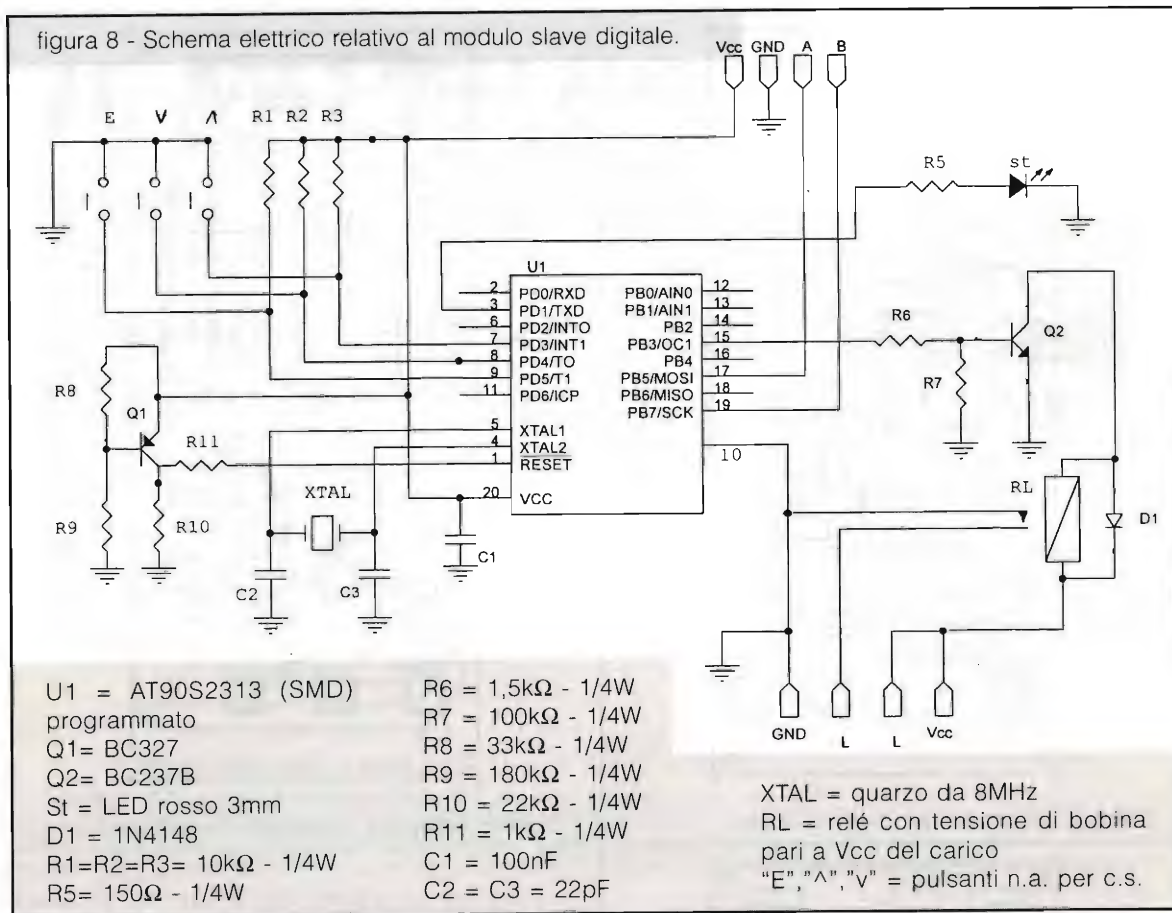 figura 8 - Schema elettrico relativo al modulo slave digitale.
Vcc GND A B
E V Λ R1 R2 R3
R5 st
U1
2 PD0/RXD PB0/AIN0 12
3 PD1/TXD PB1/AIN1 13
6 PD2/INTO PB2 14
7 PD3/INT1 PB3/OC1 15
8 PD4/TO PB4 16
9 PD5/T1 PB5/MOSI 17
11 PD6/ICP PB6/MISO 18
PB7/SCK 19
5 XTAL1
4 XTAL2 10
1 RESET
20 VCC
R6 Q2
R7
R8
Q1
R11
R9 R10
XTAL
C1
C2 C3
RL
D1
GND L L Vcc
U1 = AT90S2313 (SMD)
programmato
Q1= BC327
Q2= BC237B
St = LED rosso 3mm
D1 = 1N4148
R1=R2=R3= 10kΩ - 1/4W
R5= 150Ω - 1/4W
R6 = 1,5kΩ - 1/4W
R7 = 100kΩ - 1/4W
R8 = 33kΩ - 1/4W
R9 = 180kΩ - 1/4W
R10 = 22kΩ - 1/4W
R11 = 1kΩ - 1/4W
C1 = 100nF
C2 = C3 = 22pF
XTAL = quarzo da 8MHz
RL = relé con tensione di bobina
pari a Vcc del carico
"E","^","v" = pulsanti n.a. per c.s.